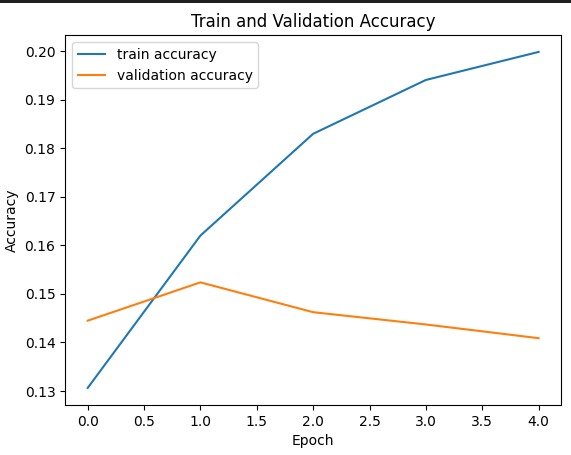 Train and Validation Accuracy
train accuracy
validation accuracy
0.20
0.19
0.18
0.17
0.16
0.15
0.14
0.13
Accuracy
0.0 0.5 1.0 1.5 2.0 2.5 3.0 3.5 4.0
Epoch